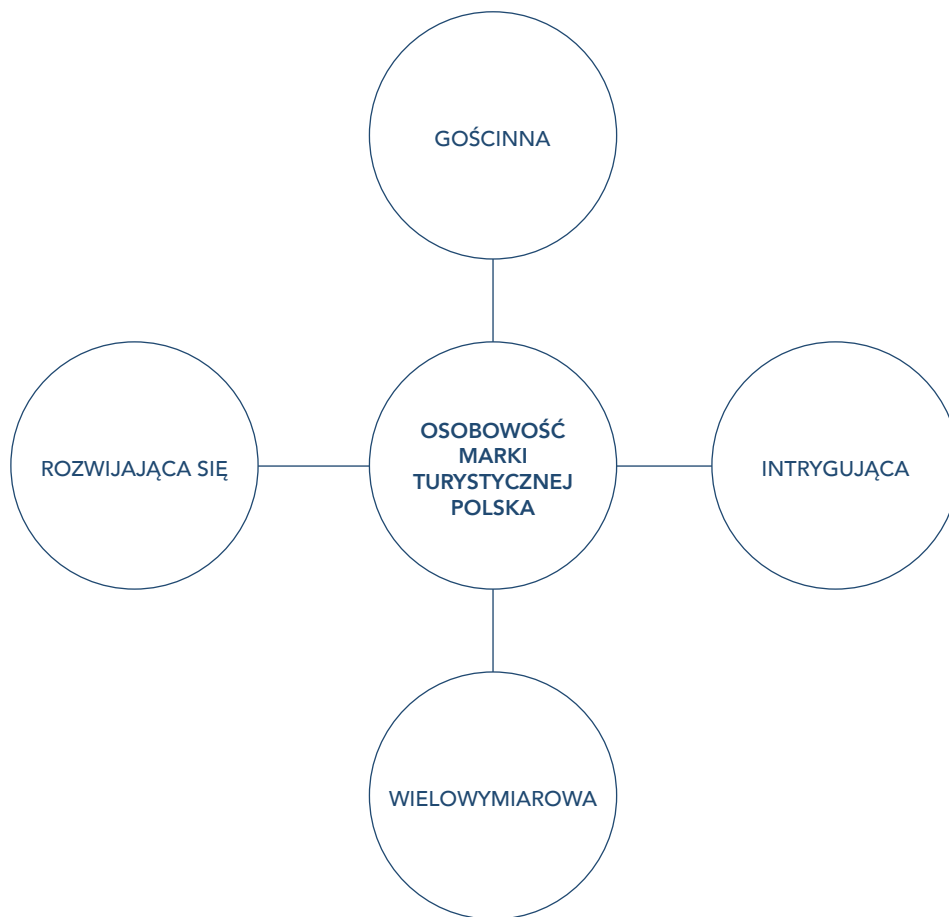 GOŚCINNA
ROZWIJAJĄCA SIĘ
OSOBOWOŚĆ
MARKI
TURYSTYCZNEJ
POLSKA
INTRYGUJĄCA
WIELOWYMIAROWA